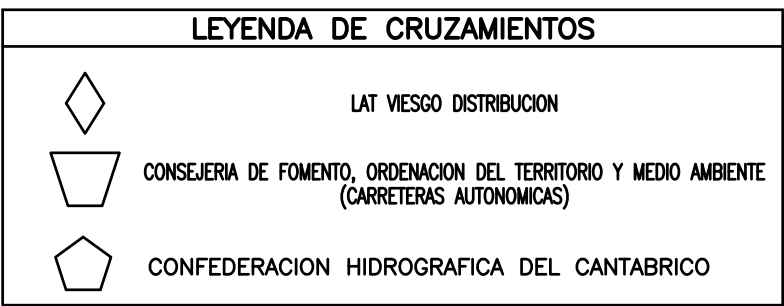 LEYENDA DE CRUZAMIENTOS
LAT VIESGO DISTRIBUCION
CONSEJERIA DE FOMENTO, ORDENACION DEL TERRITORIO Y MEDIO AMBIENTE
(CARRETERAS AUTONOMICAS)
CONFEDERACION HIDROGRAFICA DEL CANTABRICO